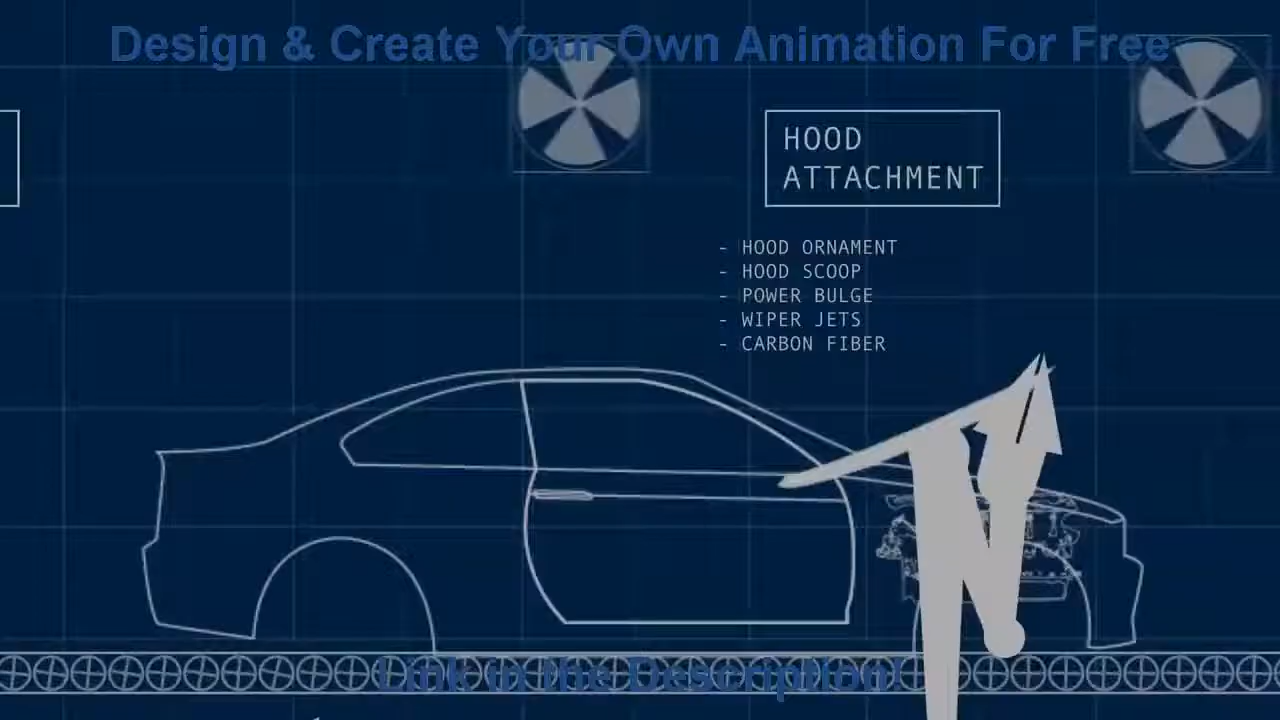 Design & Create Your Own Animation For Free
HOOD
ATTACHMENT
- HOOD ORNAMENT
- HOOD SCOOP
- POWER BULGE
- WIPER JETS
- CARBON FIBER
Link in the Description!